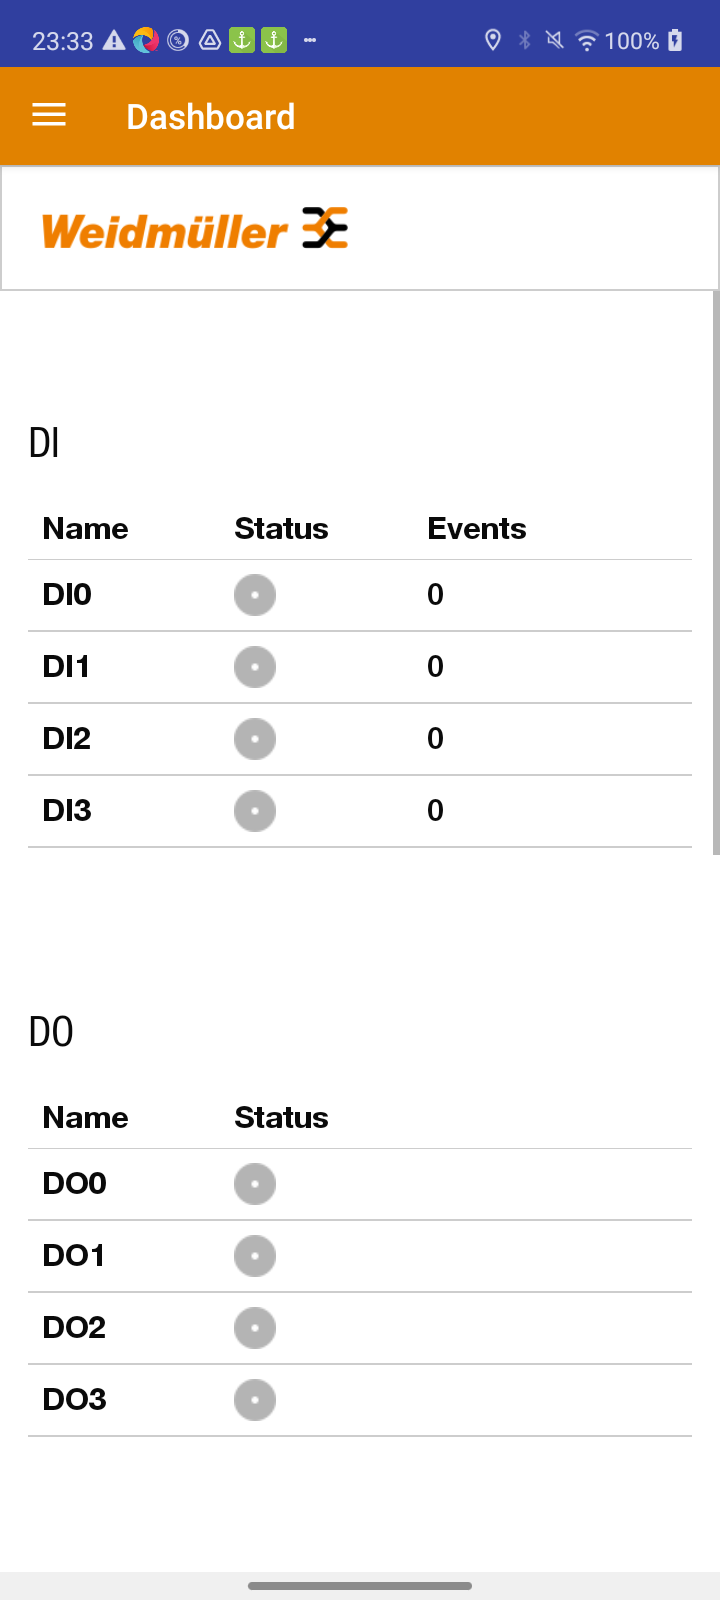 23:33 100%
Dashboard
Weidmüller
DI
Name Status Events
DI0 0
DI1 0
DI2 0
DI3 0
DO
Name Status
DO0
DO1
DO2
DO3